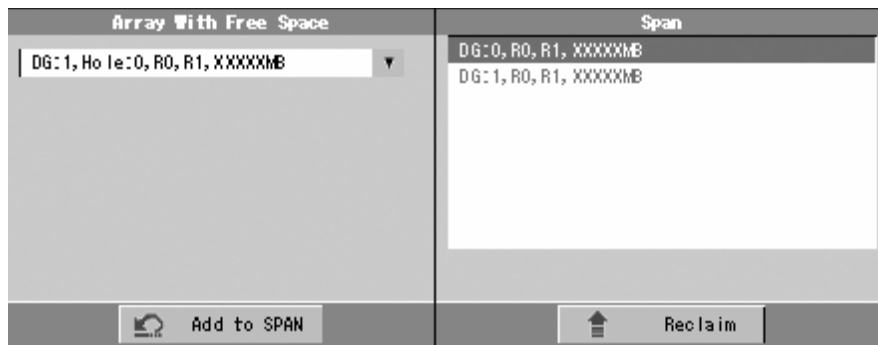 Array With Free Space
DG:1,Hole:0,R0,R1,XXXXXMB
Add to SPAN
Span
DG:0,R0,R1, XXXXXMB
DG:1,R0,R1, XXXXXMB
Reclaim